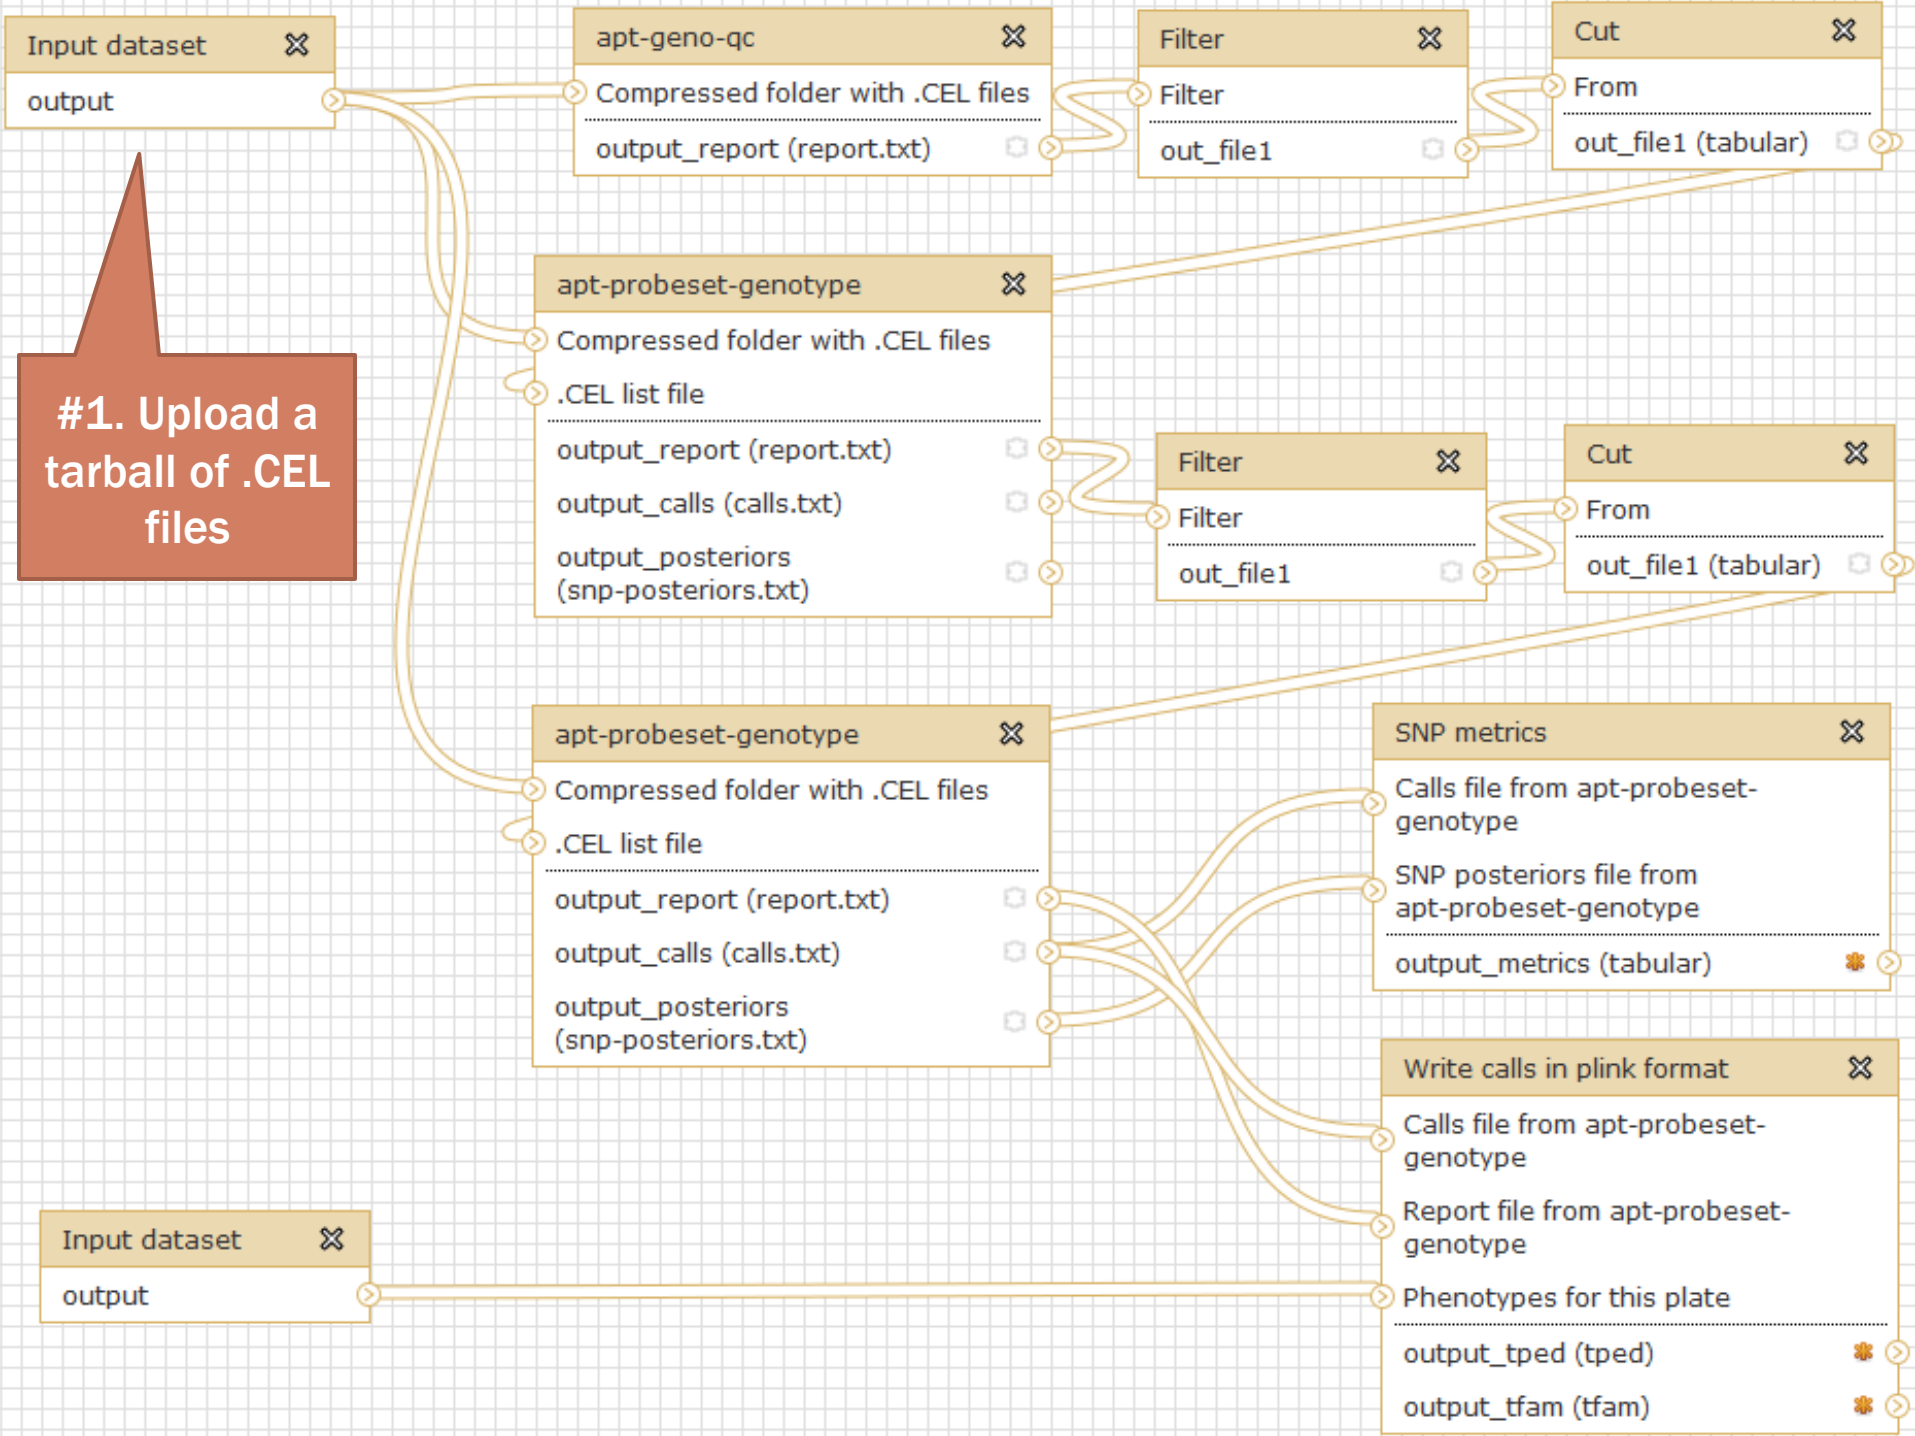 Input dataset
output
apt-geno-qc
Compressed folder with .CEL files
output_report (report.txt)
Filter
Filter
out_file1
Cut
From
out_file1 (tabular)
#1. Upload a
tarball of .CEL
files
apt-probeset-genotype
Compressed folder with .CEL files
.CEL list file
output_report (report.txt)
output_calls (calls.txt)
output_posteriors
(snp-posteriors.txt)
Filter
Filter
out_file1
Cut
From
out_file1 (tabular)
apt-probeset-genotype
Compressed folder with .CEL files
.CEL list file
output_report (report.txt)
output_calls (calls.txt)
output_posteriors
(snp-posteriors.txt)
SNP metrics
Calls file from apt-probeset-
genotype
SNP posteriors file from
apt-probeset-genotype
output_metrics (tabular)
Input dataset
output
Write calls in plink format
Calls file from apt-probeset-
genotype
Report file from apt-probeset-
genotype
Phenotypes for this plate
output_tped (tped)
output_tfam (tfam)